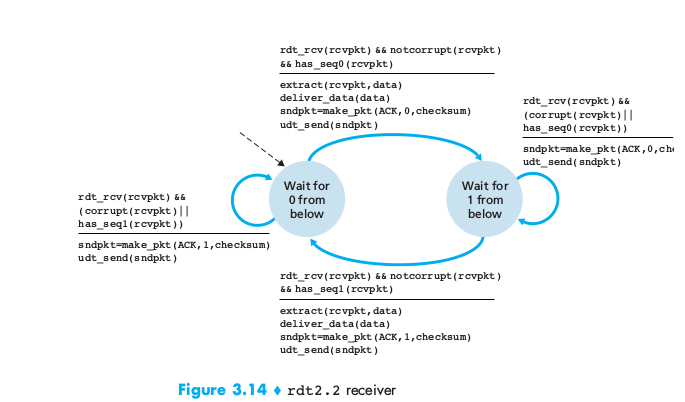 rdt_rcv(rcvpkt) && notcorrupt(rcvpkt)
&& has_seq0(rcvpkt)
extract(rcvpkt,data)
deliver_data(data)
sndpkt=make_pkt(ACK,0,checksum)
udt_send(sndpkt)
rdt_rcv(rcvpkt) &&
(corrupt(rcvpkt)||
has_seq0(rcvpkt))
sndpkt=make_pkt(ACK,0,che
udt_send(sndpkt)
Wait for
0 from
below
Wait for
1 from
below
rdt_rcv(rcvpkt) &&
(corrupt(rcvpkt)||
has_seq1(rcvpkt))
sndpkt=make_pkt(ACK,1,checksum)
udt_send(sndpkt)
rdt_rcv(rcvpkt) && notcorrupt(rcvpkt)
&& has_seq1(rcvpkt)
extract(rcvpkt,data)
deliver_data(data)
sndpkt=make_pkt(ACK,1,checksum)
udt_send(sndpkt)
Figure 3.14 ♦ rdt2.2 receiver